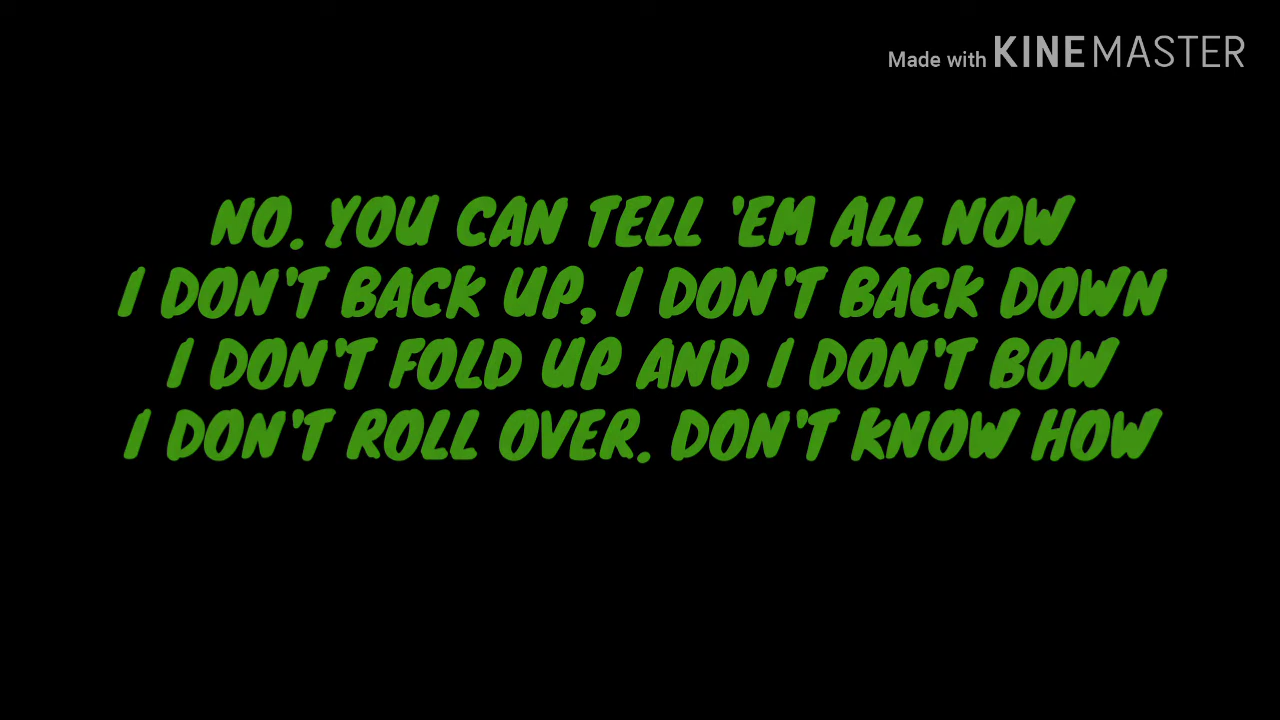 Made with KINEMASTER
NO. YOU CAN TELL 'EM ALL NOW
I DON'T BACK UP, I DON'T BACK DOWN
I DON'T FOLD UP AND I DON'T BOW
I DON'T ROLL OVER. DON'T KNOW HOW